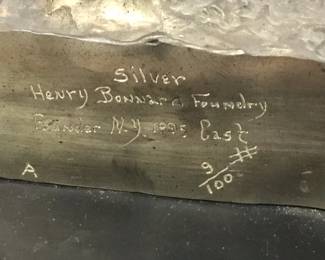 Silver
Henry Bonnard Foundry
Founder N.Y 1995 Cast
#
A
9/100